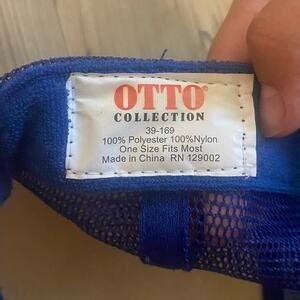 OTTO
COLLECTION
39-169
100% Polyester 100%Nylon
One Size Fits Most
Made in China RN 129002